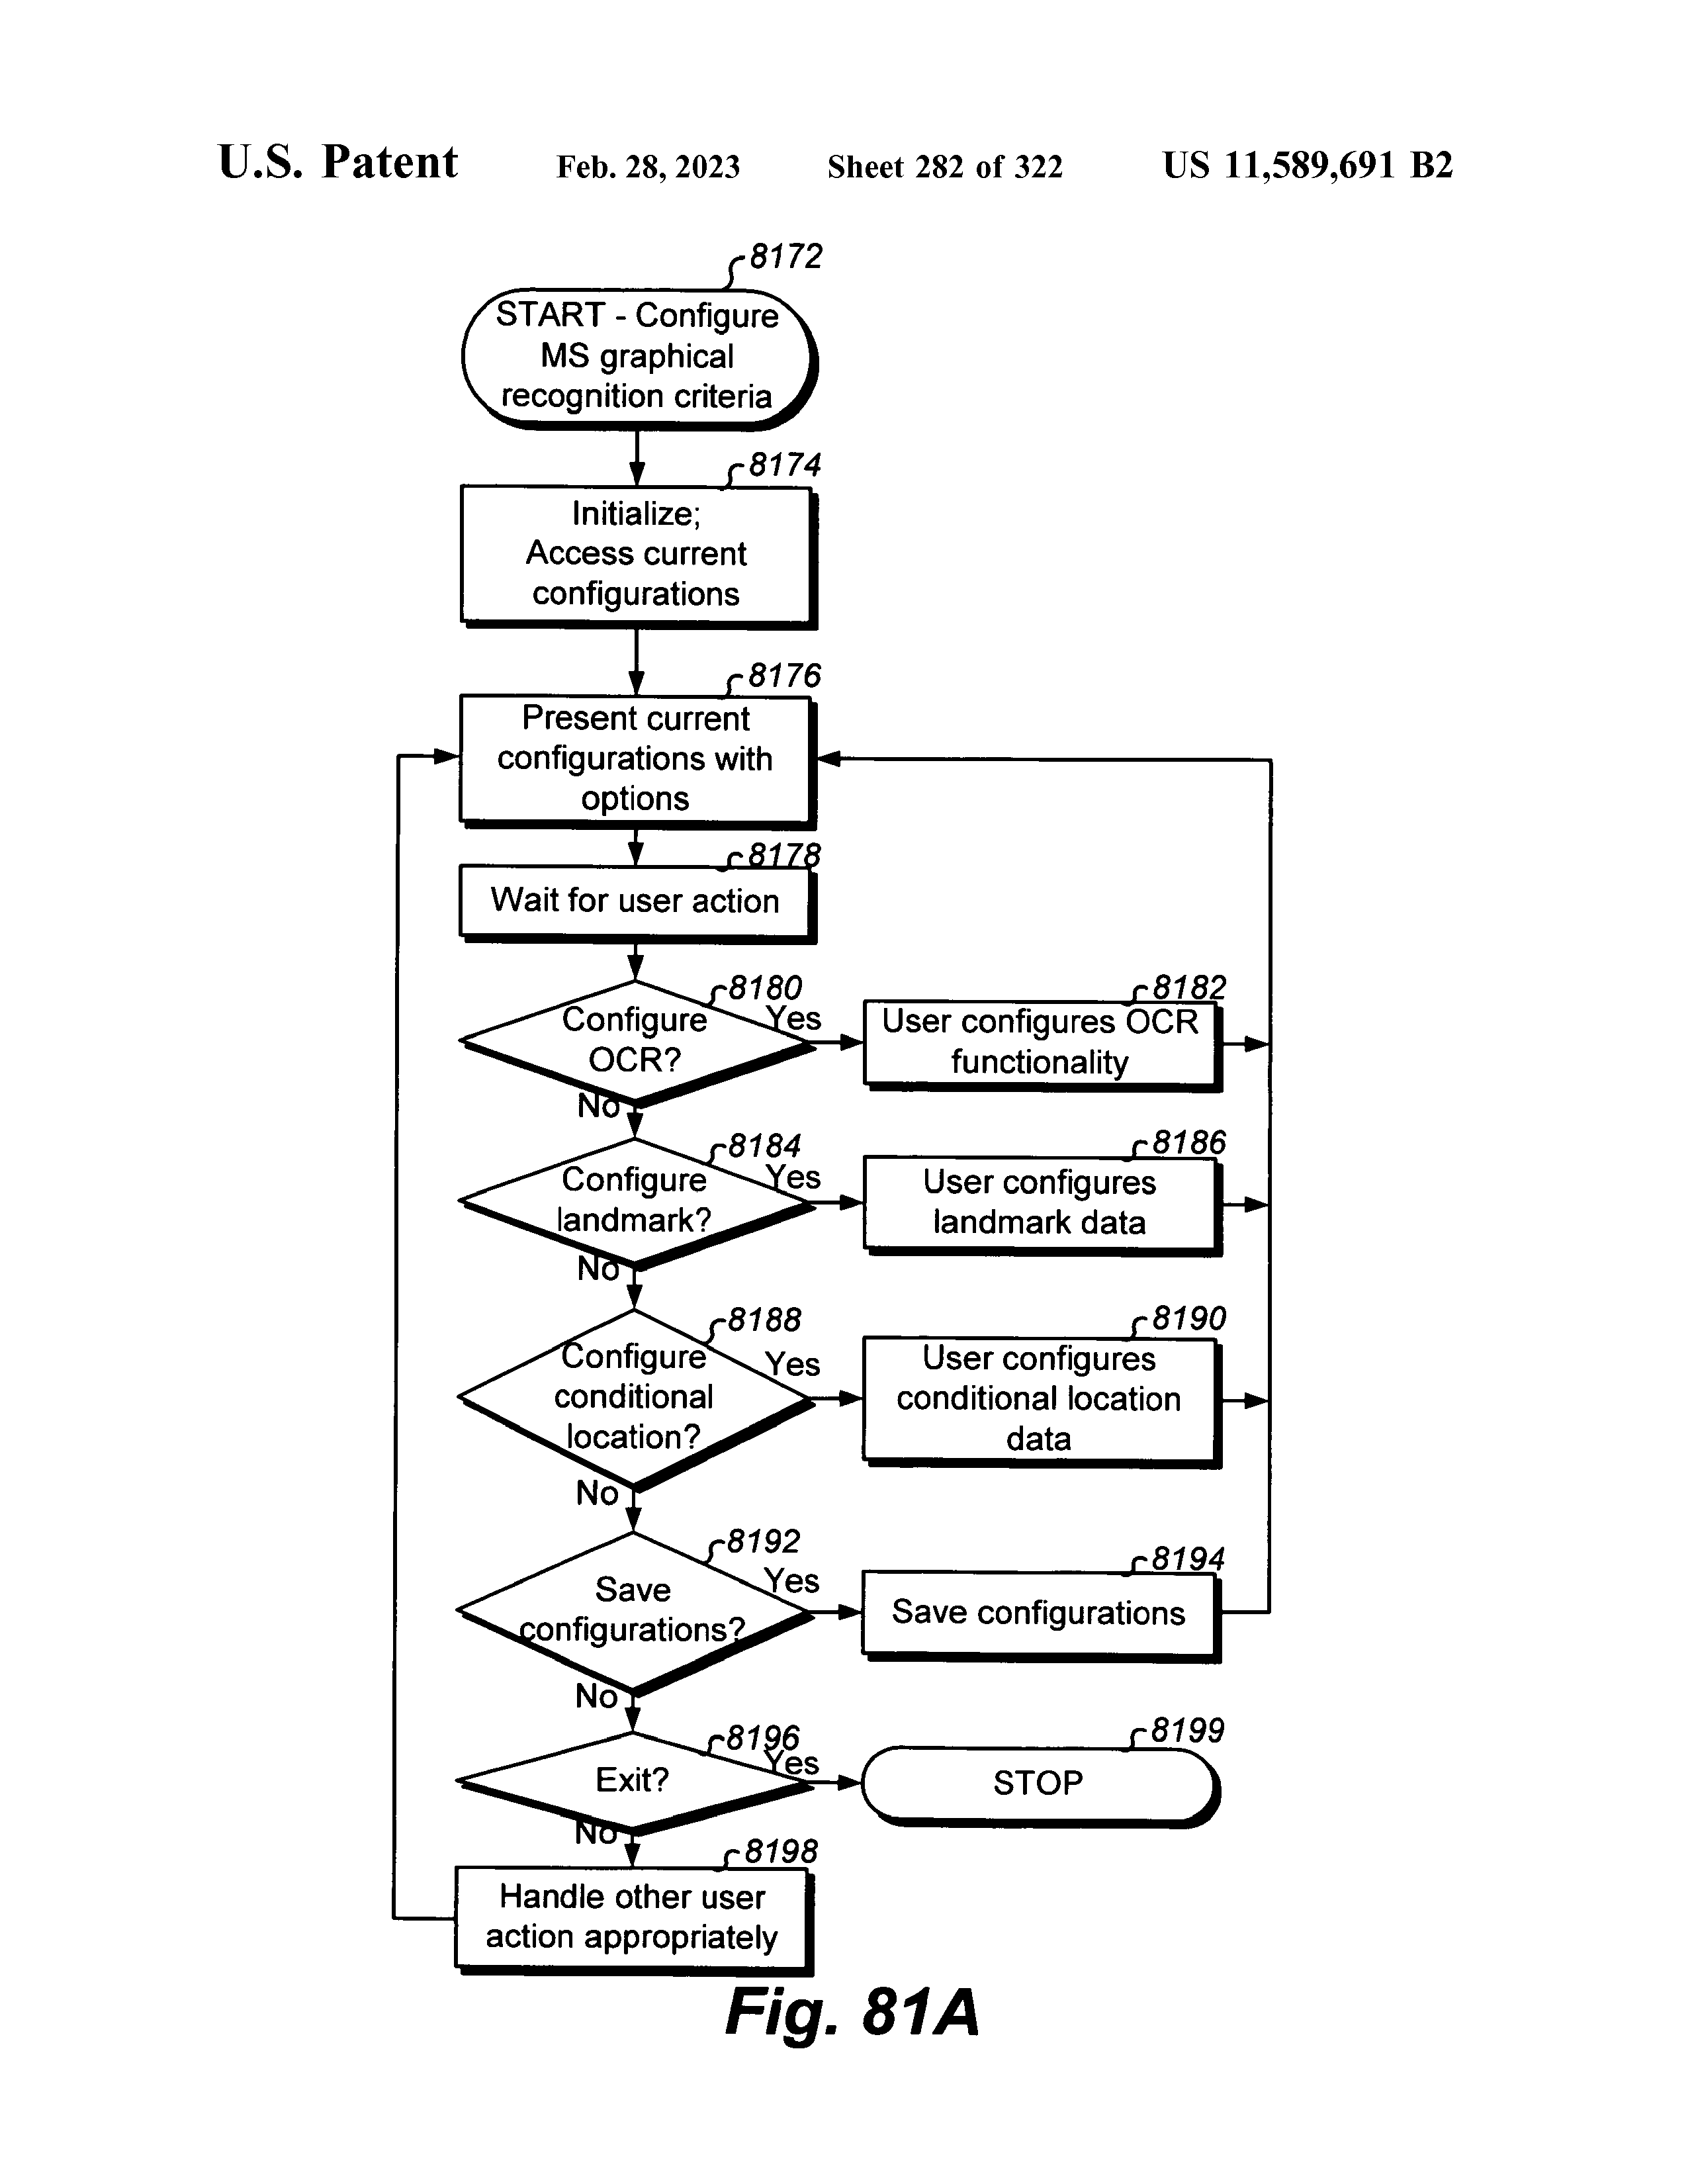 U.S. Patent Feb. 28, 2023 Sheet 282 of 322 US 11,589,691 B2
8172
START - Configure
MS graphical
recognition criteria
8174
Initialize;
Access current
configurations
8176
Present current
configurations with
options
8178
Wait for user action
8180
Configure
OCR?
Yes
No
8182
User configures OCR
functionality
8184
Configure
landmark?
Yes
No
8186
User configures
landmark data
8188
Configure
conditional
location?
Yes
No
8190
User configures
conditional location
data
8192
Save
configurations?
Yes
No
8194
Save configurations
8196
Exit?
Yes
No
8199
STOP
8198
Handle other user
action appropriately
Fig. 81A